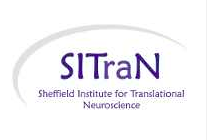 SITraN
Sheffield Institute for Translational
Neuroscience